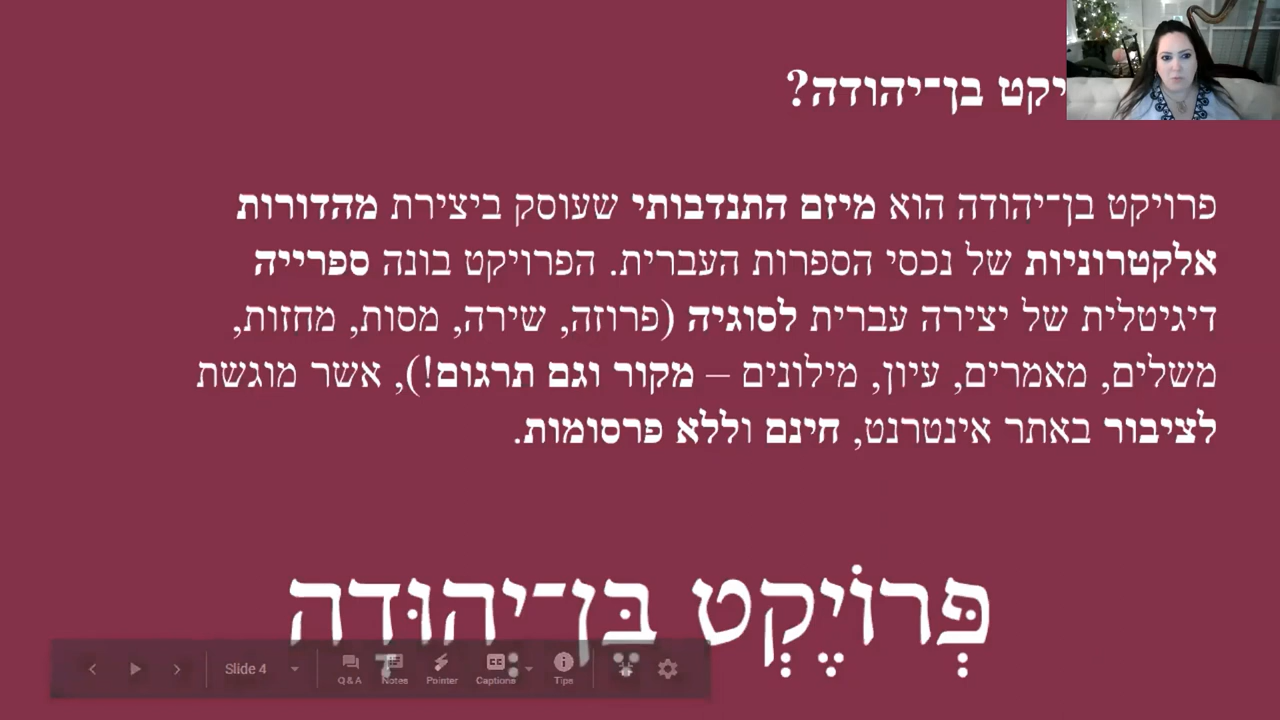 יקט בן־יהודה?
פרויקט בן־יהודה הוא מיזם התנדבותי שעוסק ביצירת מהדורות
אלקטרוניות של נכסי הספרות העברית. הפרויקט בונה ספרייה
דיגיטלית של יצירה עברית לסוגיה (פרוזה, שירה, מסות, מחזות,
משלים, מאמרים, עיון, מילונים – מקור וגם תרגום!), אשר מוגשת
לציבור באתר אינטרנט, חינם וללא פרסומות.
פְּרוֹיֶקְט בֶּן־יְהוּדָה
Slide 4
Q & A Notes Pointer Captions Tips